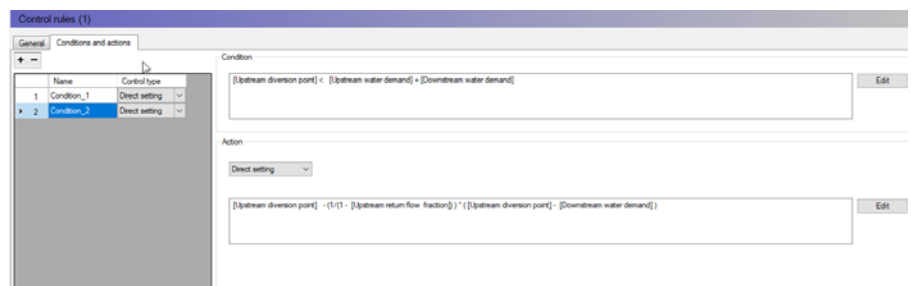 Control rules (1)
General Conditions and actions
+ -
Condition
Name Control type
1 Condition_1 Direct setting
2 Condition_2 Direct setting
[Upstream diversion point] < [Upstream water demand] + [Downstream water demand]
Edit
Action
Direct setting
[Upstream diversion point] - (1/(1 - [Upstream return flow fraction]) ) * ( [Upstream diversion point] - [Downstream water demand] )
Edit